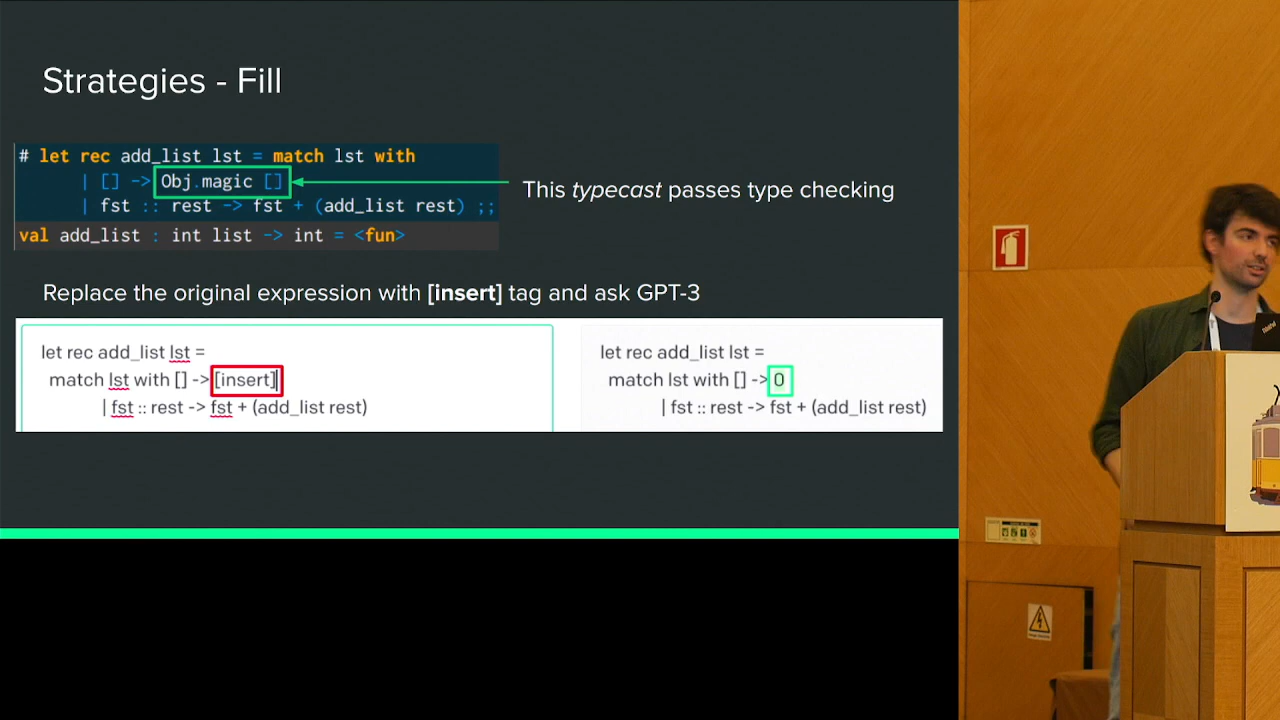 Strategies - Fill
# let rec add_list lst = match lst with
| [] -> Obj.magic []
| fst :: rest -> fst + (add_list rest) ;;
val add_list : int list -> int = <fun>
This typecast passes type checking
Replace the original expression with [insert] tag and ask GPT-3
let rec add_list lst =
match lst with [] -> [insert]
| fst :: rest -> fst + (add_list rest)
let rec add_list lst =
match lst with [] -> 0
| fst :: rest -> fst + (add_list rest)